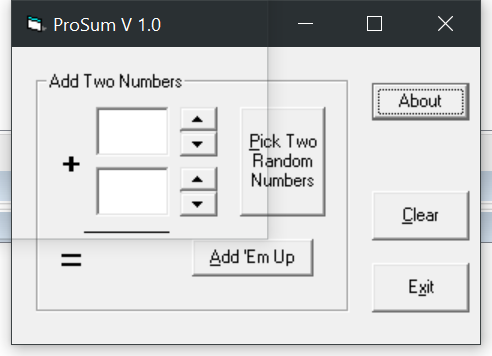 ProSum V 1.0
Add Two Numbers
+
=
Pick Two
Random
Numbers
Add 'Em Up
About
Clear
Exit